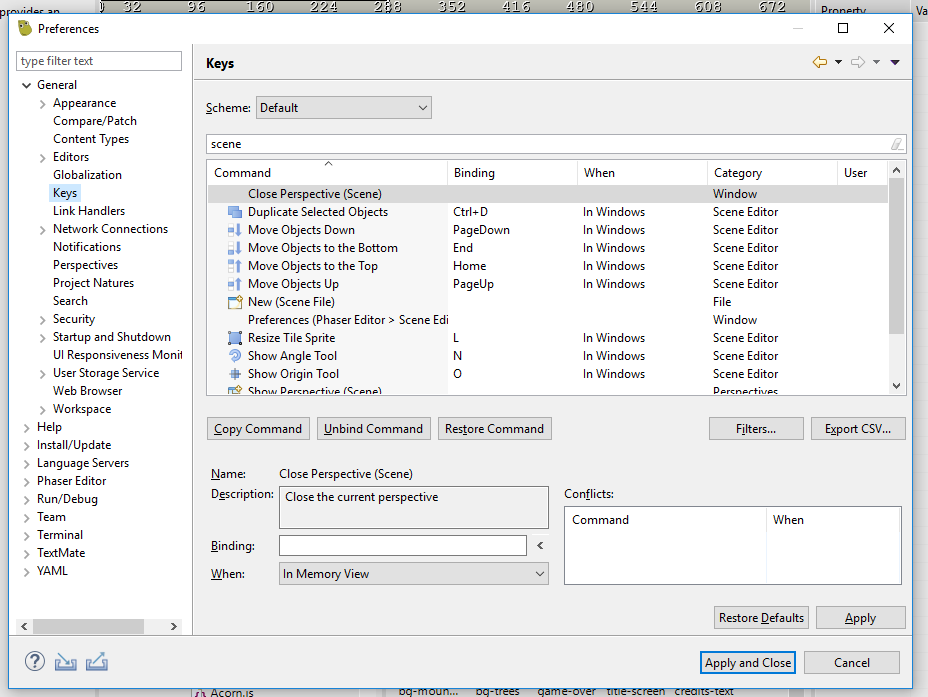 provides an
0 32 96 160 224 288 352 416 480 544 608 672
Property
Va
Preferences
type filter text
General
Appearance
Compare/Patch
Content Types
Editors
Globalization
Keys
Link Handlers
Network Connections
Notifications
Perspectives
Project Natures
Search
Security
Startup and Shutdown
UI Responsiveness Monit
User Storage Service
Web Browser
Workspace
Help
Install/Update
Language Servers
Phaser Editor
Run/Debug
Team
Terminal
TextMate
YAML
Keys
Scheme: Default
scene
Command Binding When Category User
Close Perspective (Scene) Window
Duplicate Selected Objects Ctrl+D In Windows Scene Editor
Move Objects Down PageDown In Windows Scene Editor
Move Objects to the Bottom End In Windows Scene Editor
Move Objects to the Top Home In Windows Scene Editor
Move Objects Up PageUp In Windows Scene Editor
New (Scene File) File
Preferences (Phaser Editor > Scene Edi Window
Resize Tile Sprite L In Windows Scene Editor
Show Angle Tool N In Windows Scene Editor
Show Origin Tool O In Windows Scene Editor
Show Perspective (Scene) Perspectives
Copy Command Unbind Command Restore Command Filters... Export CSV...
Name: Close Perspective (Scene)
Description: Close the current perspective
Binding: <
When: In Memory View
Conflicts:
Command When
Restore Defaults Apply
? Apply and Close Cancel
Acorn.js bg-moun... bg-trees game-over title-screen credits-text